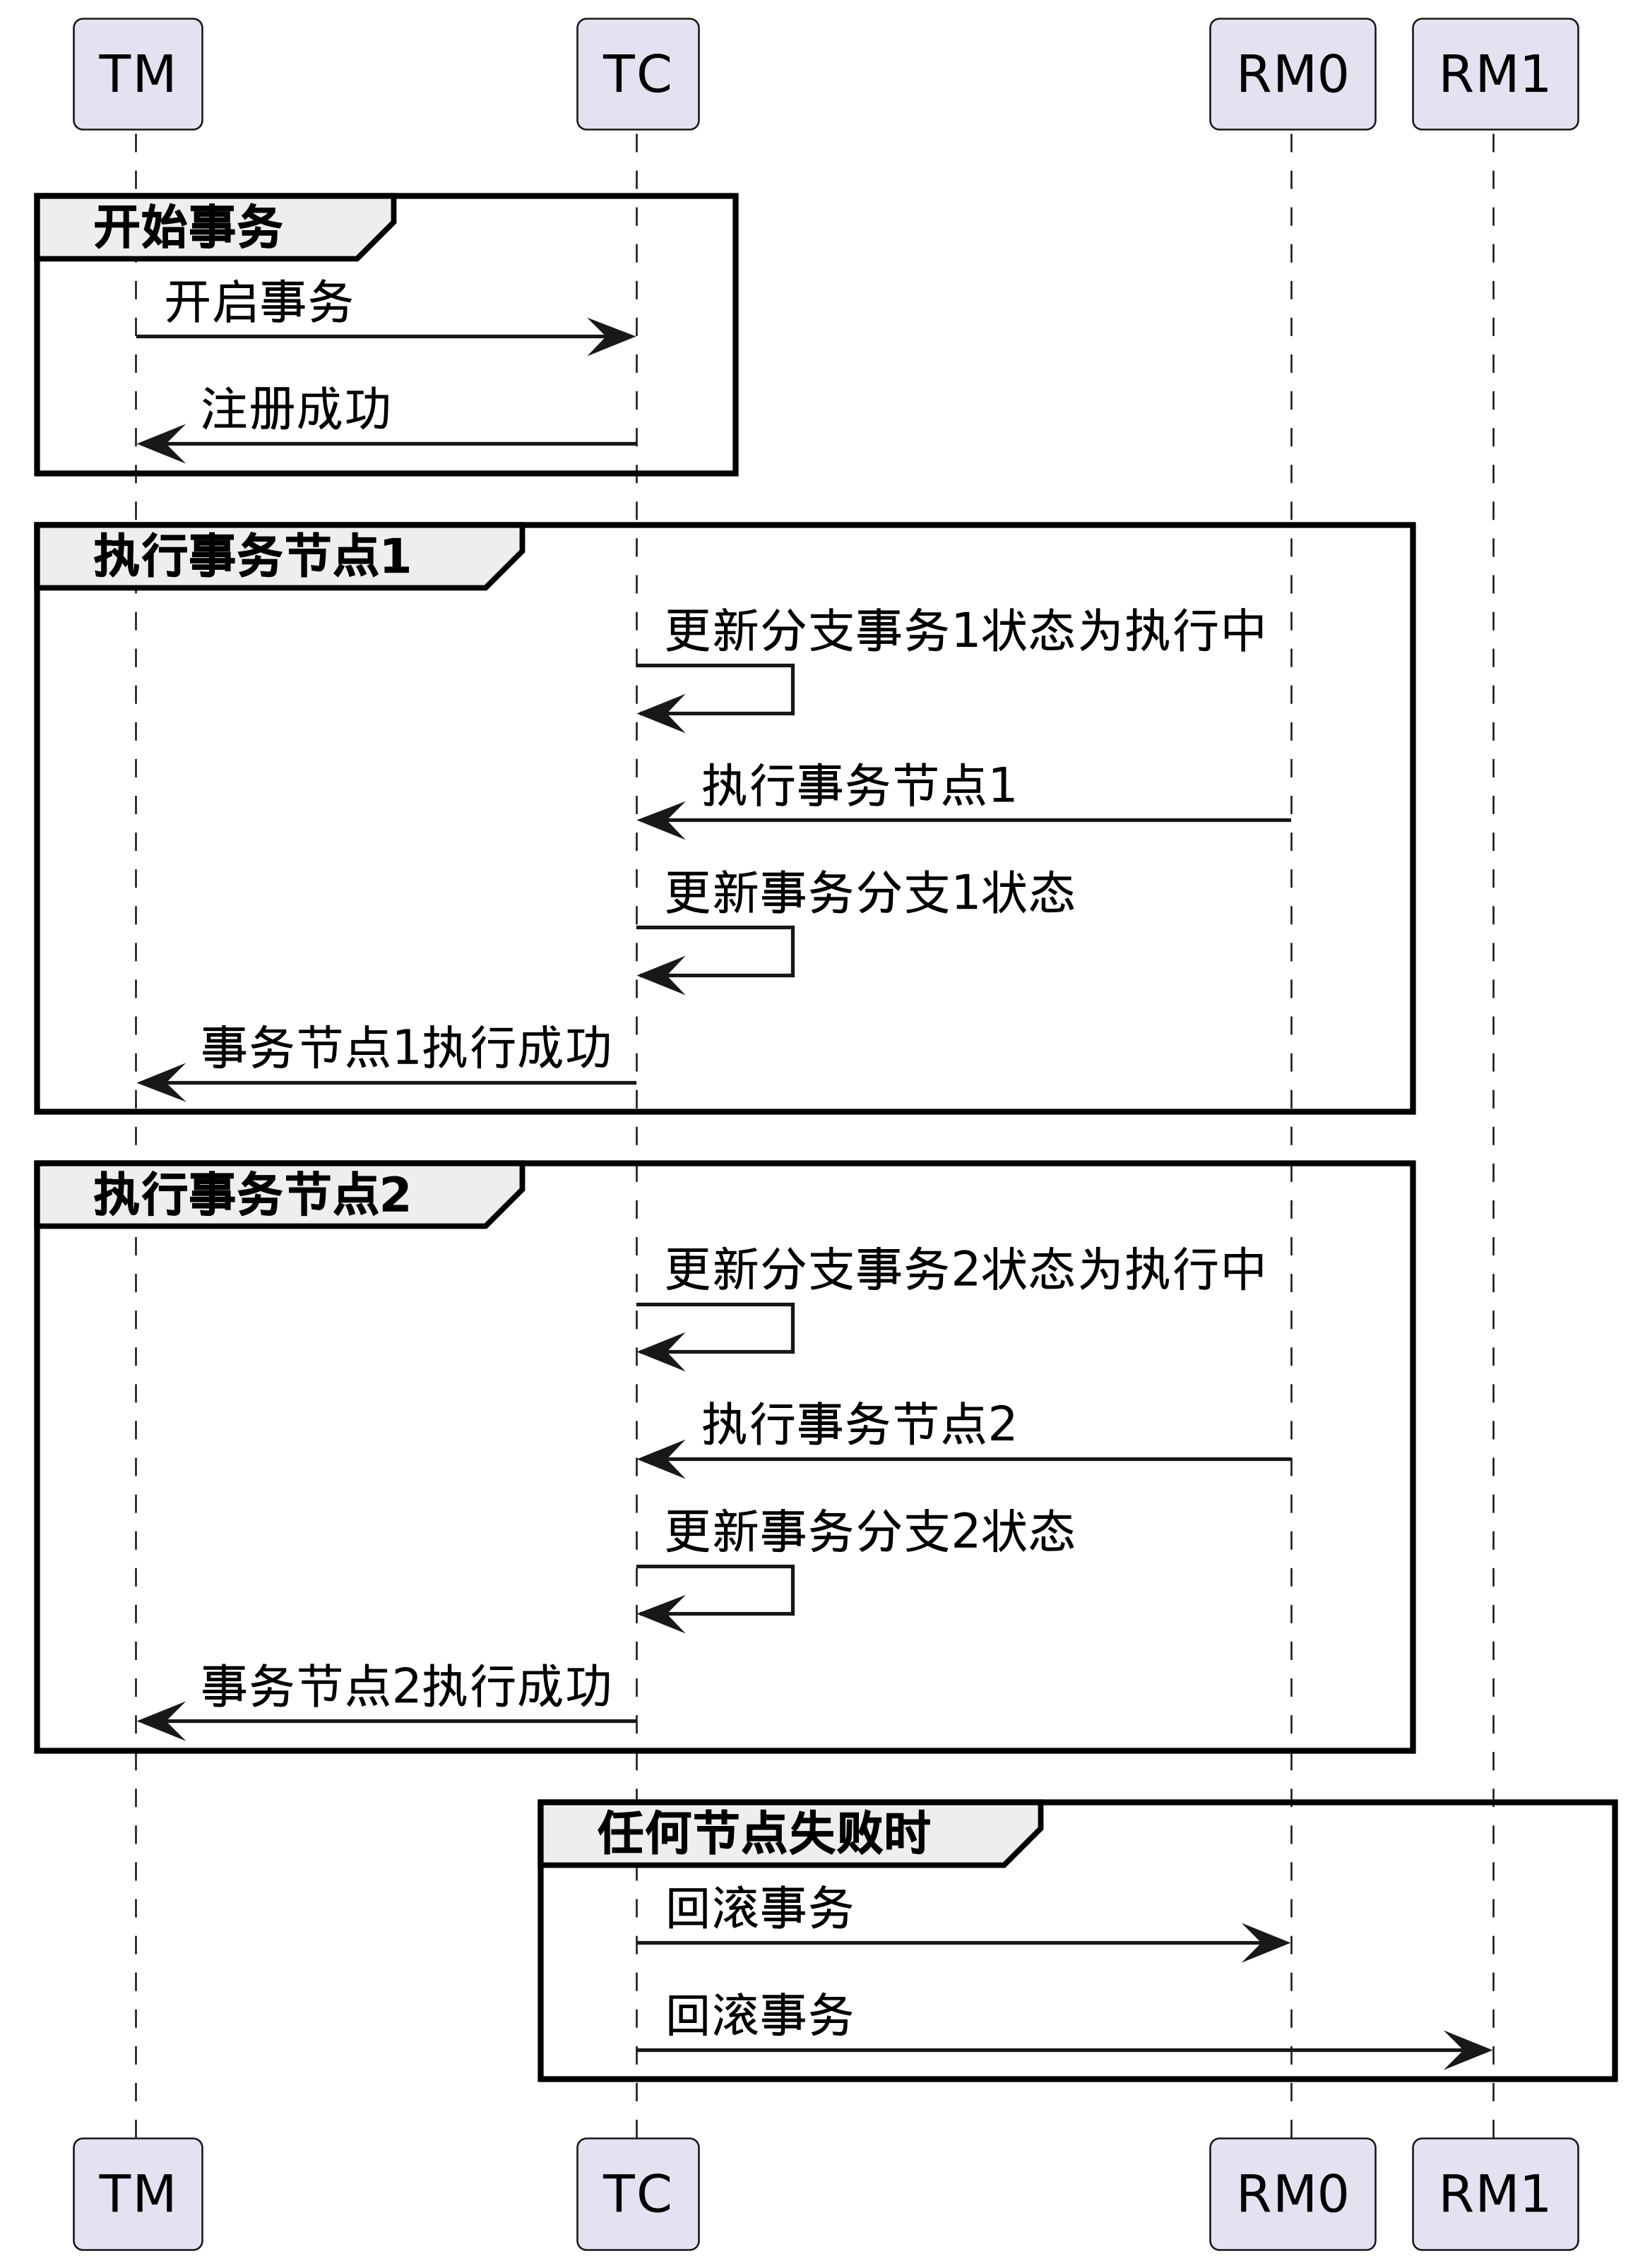 TM TC RM0 RM1
开始事务
开启事务
注册成功
执行事务节点1
更新分支事务1状态为执行中
执行事务节点1
更新事务分支1状态
事务节点1执行成功
执行事务节点2
更新分支事务2状态为执行中
执行事务节点2
更新事务分支2状态
事务节点2执行成功
任何节点失败时
回滚事务
回滚事务
TM TC RM0 RM1